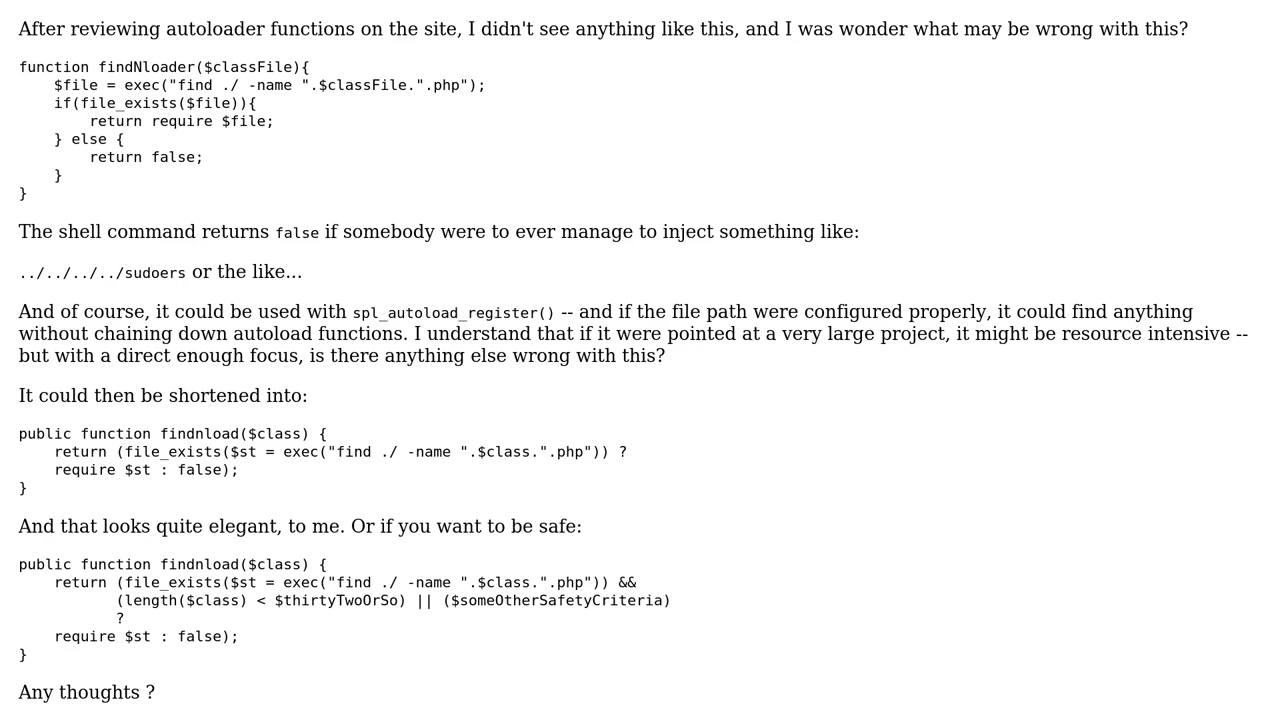 After reviewing autoloader functions on the site, I didn't see anything like this, and I was wonder what may be wrong with this?
function findNloader($classFile){
    $file = exec("find ./ -name ".$classFile.".php");
    if(file_exists($file)){
        return require $file;
    } else {
        return false;
    }
}
The shell command returns false if somebody were to ever manage to inject something like:
../../../../sudoers or the like...
And of course, it could be used with spl_autoload_register() -- and if the file path were configured properly, it could find anything
without chaining down autoload functions. I understand that if it were pointed at a very large project, it might be resource intensive --
but with a direct enough focus, is there anything else wrong with this?
It could then be shortened into:
public function findnload($class) {
    return (file_exists($st = exec("find ./ -name ".$class.".php")) ?
    require $st : false);
}
And that looks quite elegant, to me. Or if you want to be safe:
public function findnload($class) {
    return (file_exists($st = exec("find ./ -name ".$class.".php")) &&
           (length($class) < $thirtyTwoOrSo) || ($someOtherSafetyCriteria)
           ?
    require $st : false);
}
Any thoughts ?